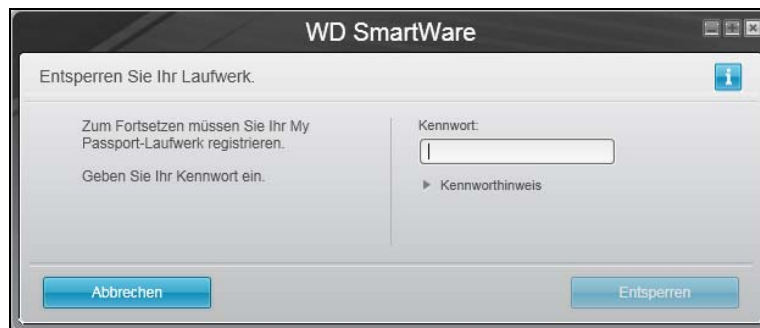 WD SmartWare
Entsperren Sie Ihr Laufwerk.
i
Zum Fortsetzen müssen Sie Ihr My
Passport-Laufwerk registrieren.
Geben Sie Ihr Kennwort ein.
Kennwort:
Kennworthinweis
Abbrechen
Entsperren